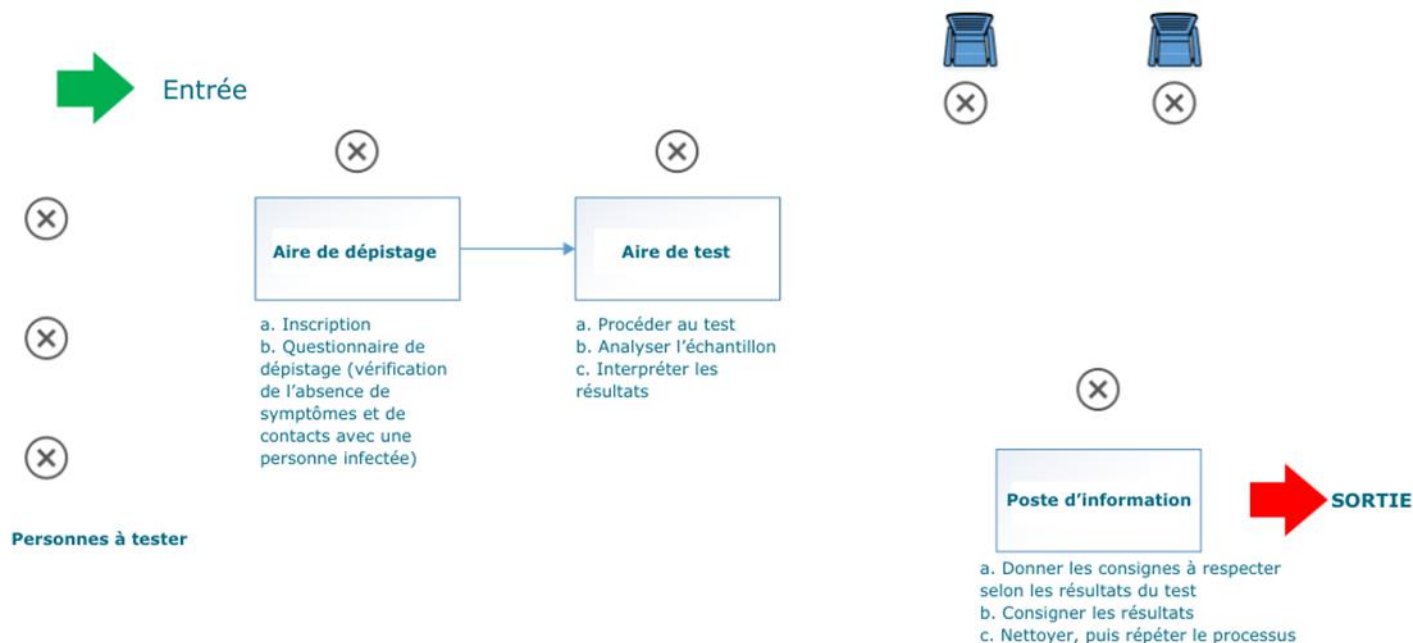 Entrée
Aire de dépistage
a. Inscription
b. Questionnaire de
dépistage (vérification
de l'absence de
symptômes et de
contacts avec une
personne infectée)
Aire de test
a. Procéder au test
b. Analyser l'échantillon
c. Interpréter les
résultats
Personnes à tester
Poste d'information
SORTIE
a. Donner les consignes à respecter
selon les résultats du test
b. Consigner les résultats
c. Nettoyer, puis répéter le processus